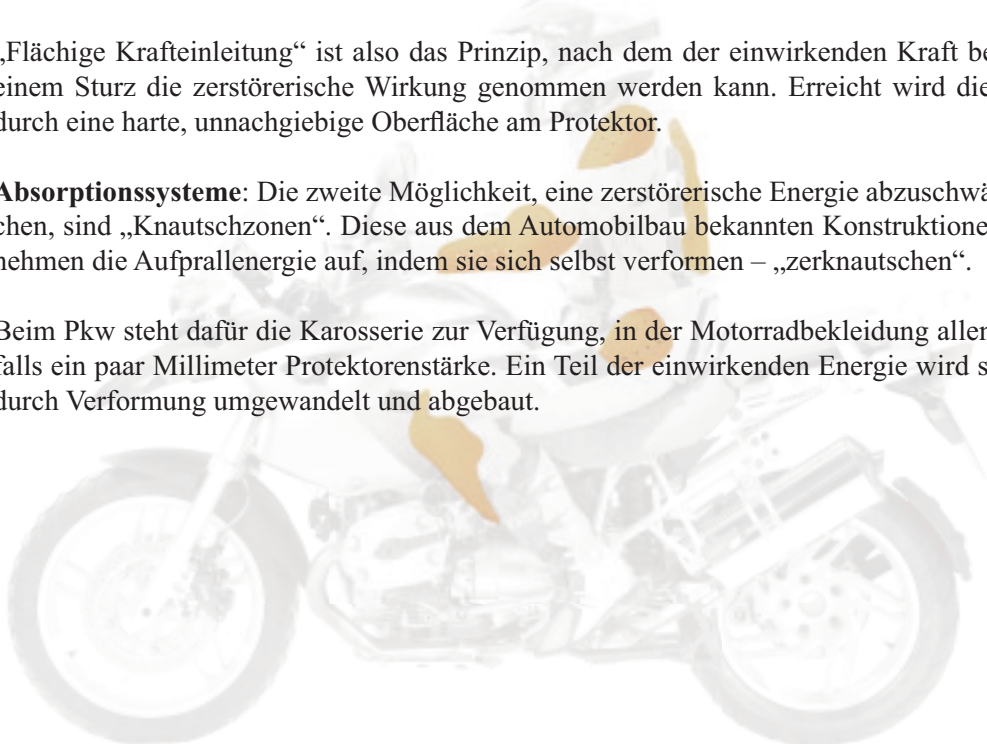 „Flächige Krafteinleitung“ ist also das Prinzip, nach dem der einwirkenden Kraft be
einem Sturz die zerstörerische Wirkung genommen werden kann. Erreicht wird die
durch eine harte, unnachgiebige Oberfläche am Protektor.
Absorptionssysteme: Die zweite Möglichkeit, eine zerstörerische Energie abzuschwä
chen, sind „Knautschzonen“. Diese aus dem Automobilbau bekannten Konstruktione
nehmen die Aufprallenergie auf, indem sie sich selbst verformen – „zerknautschen“.
Beim Pkw steht dafür die Karosserie zur Verfügung, in der Motorradbekleidung allen
falls ein paar Millimeter Protektorenstärke. Ein Teil der einwirkenden Energie wird s
durch Verformung umgewandelt und abgebaut.